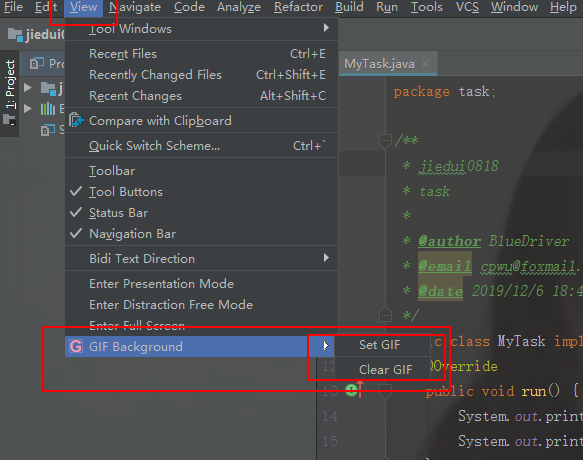 File Edit View Navigate Code Analyze Refactor Build Run Tools VCS Window Help
jiedui0
1: Project
Pro
Tool Windows
Recent Files Ctrl+E
Recently Changed Files Ctrl+Shift+E
Recent Changes Alt+Shift+C
Compare with Clipboard
Quick Switch Scheme... Ctrl+`
Toolbar
Tool Buttons
Status Bar
Navigation Bar
Bidi Text Direction
Enter Presentation Mode
Enter Distraction Free Mode
Enter Full Screen
GIF Background
Set GIF
Clear GIF
MyTask.java
package task;
/**
* jiedui0818
* task
*
* @author BlueDriver
* @email cpwu@foxmail.
* @date 2019/12/6 18:4
*/
ic class MyTask impl
12 @Override
13 public void run() {
14 System.out.print
15 System.out.print